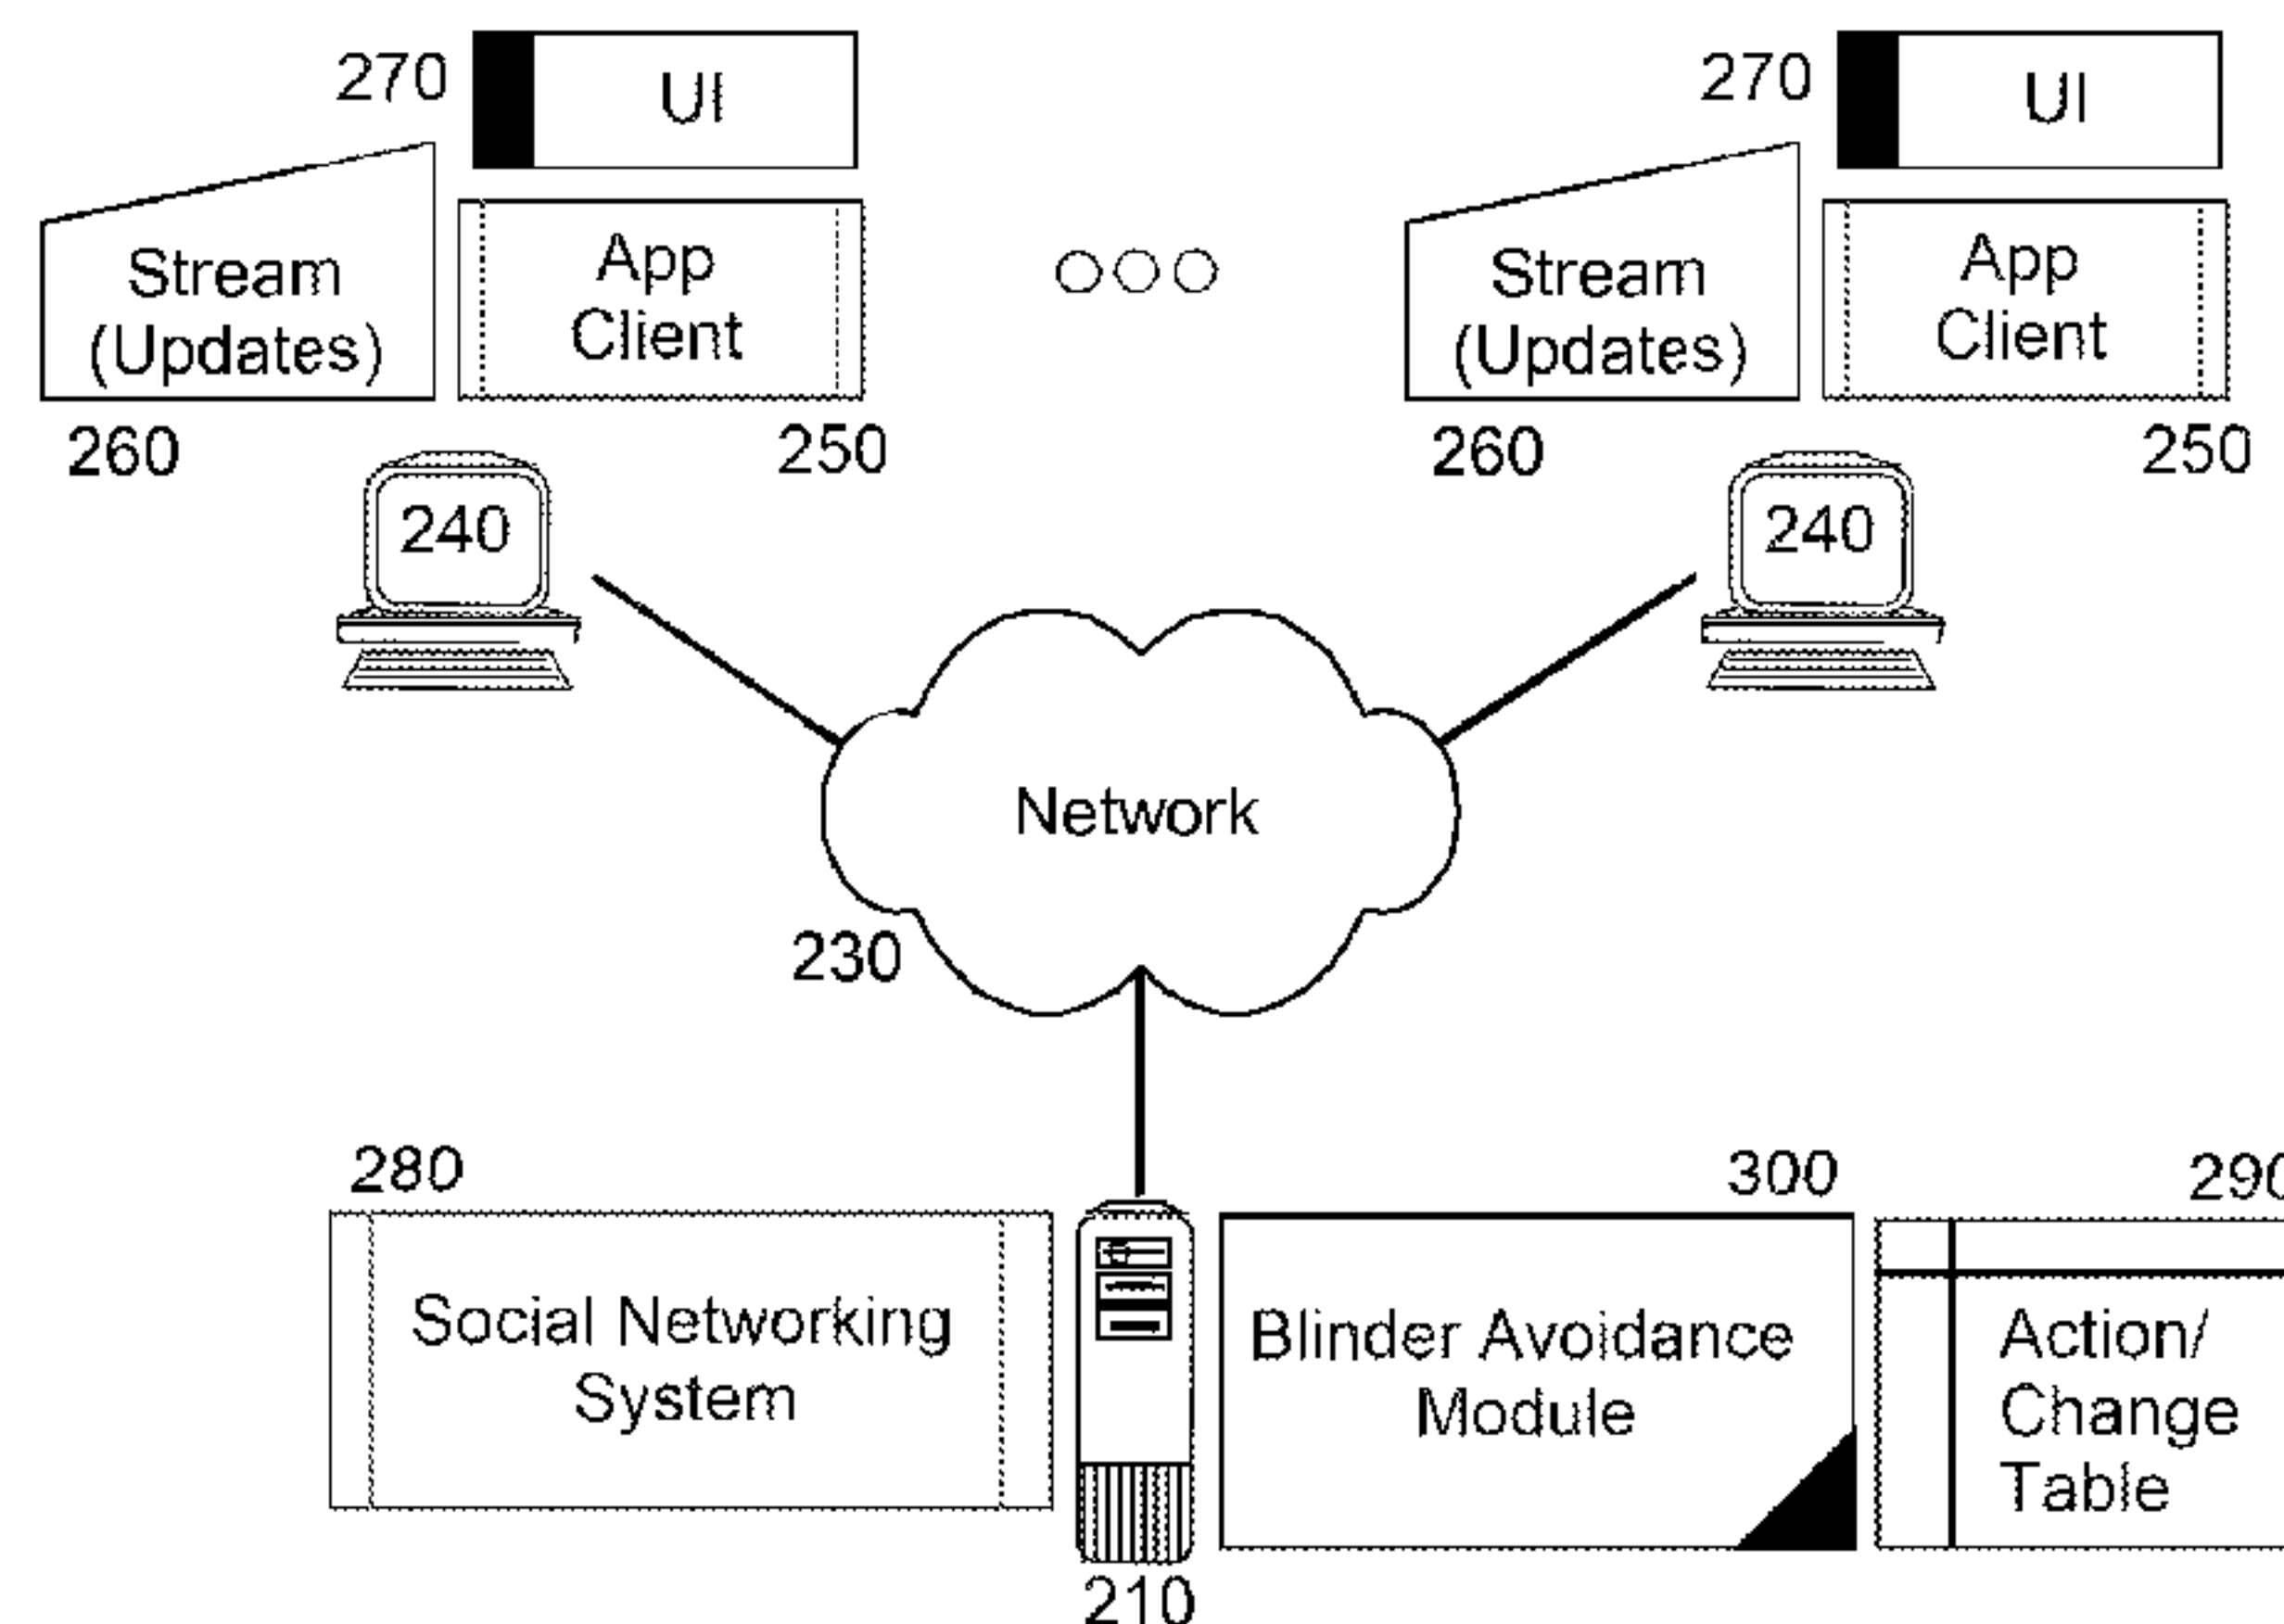 270
UI
Stream
(Updates)
App
Client
260
250
240
270
UI
Stream
(Updates)
App
Client
260
250
240
Network
230
280
Social Networking
System
210
300
Blinder Avoidance
Module
290
Action/
Change
Table